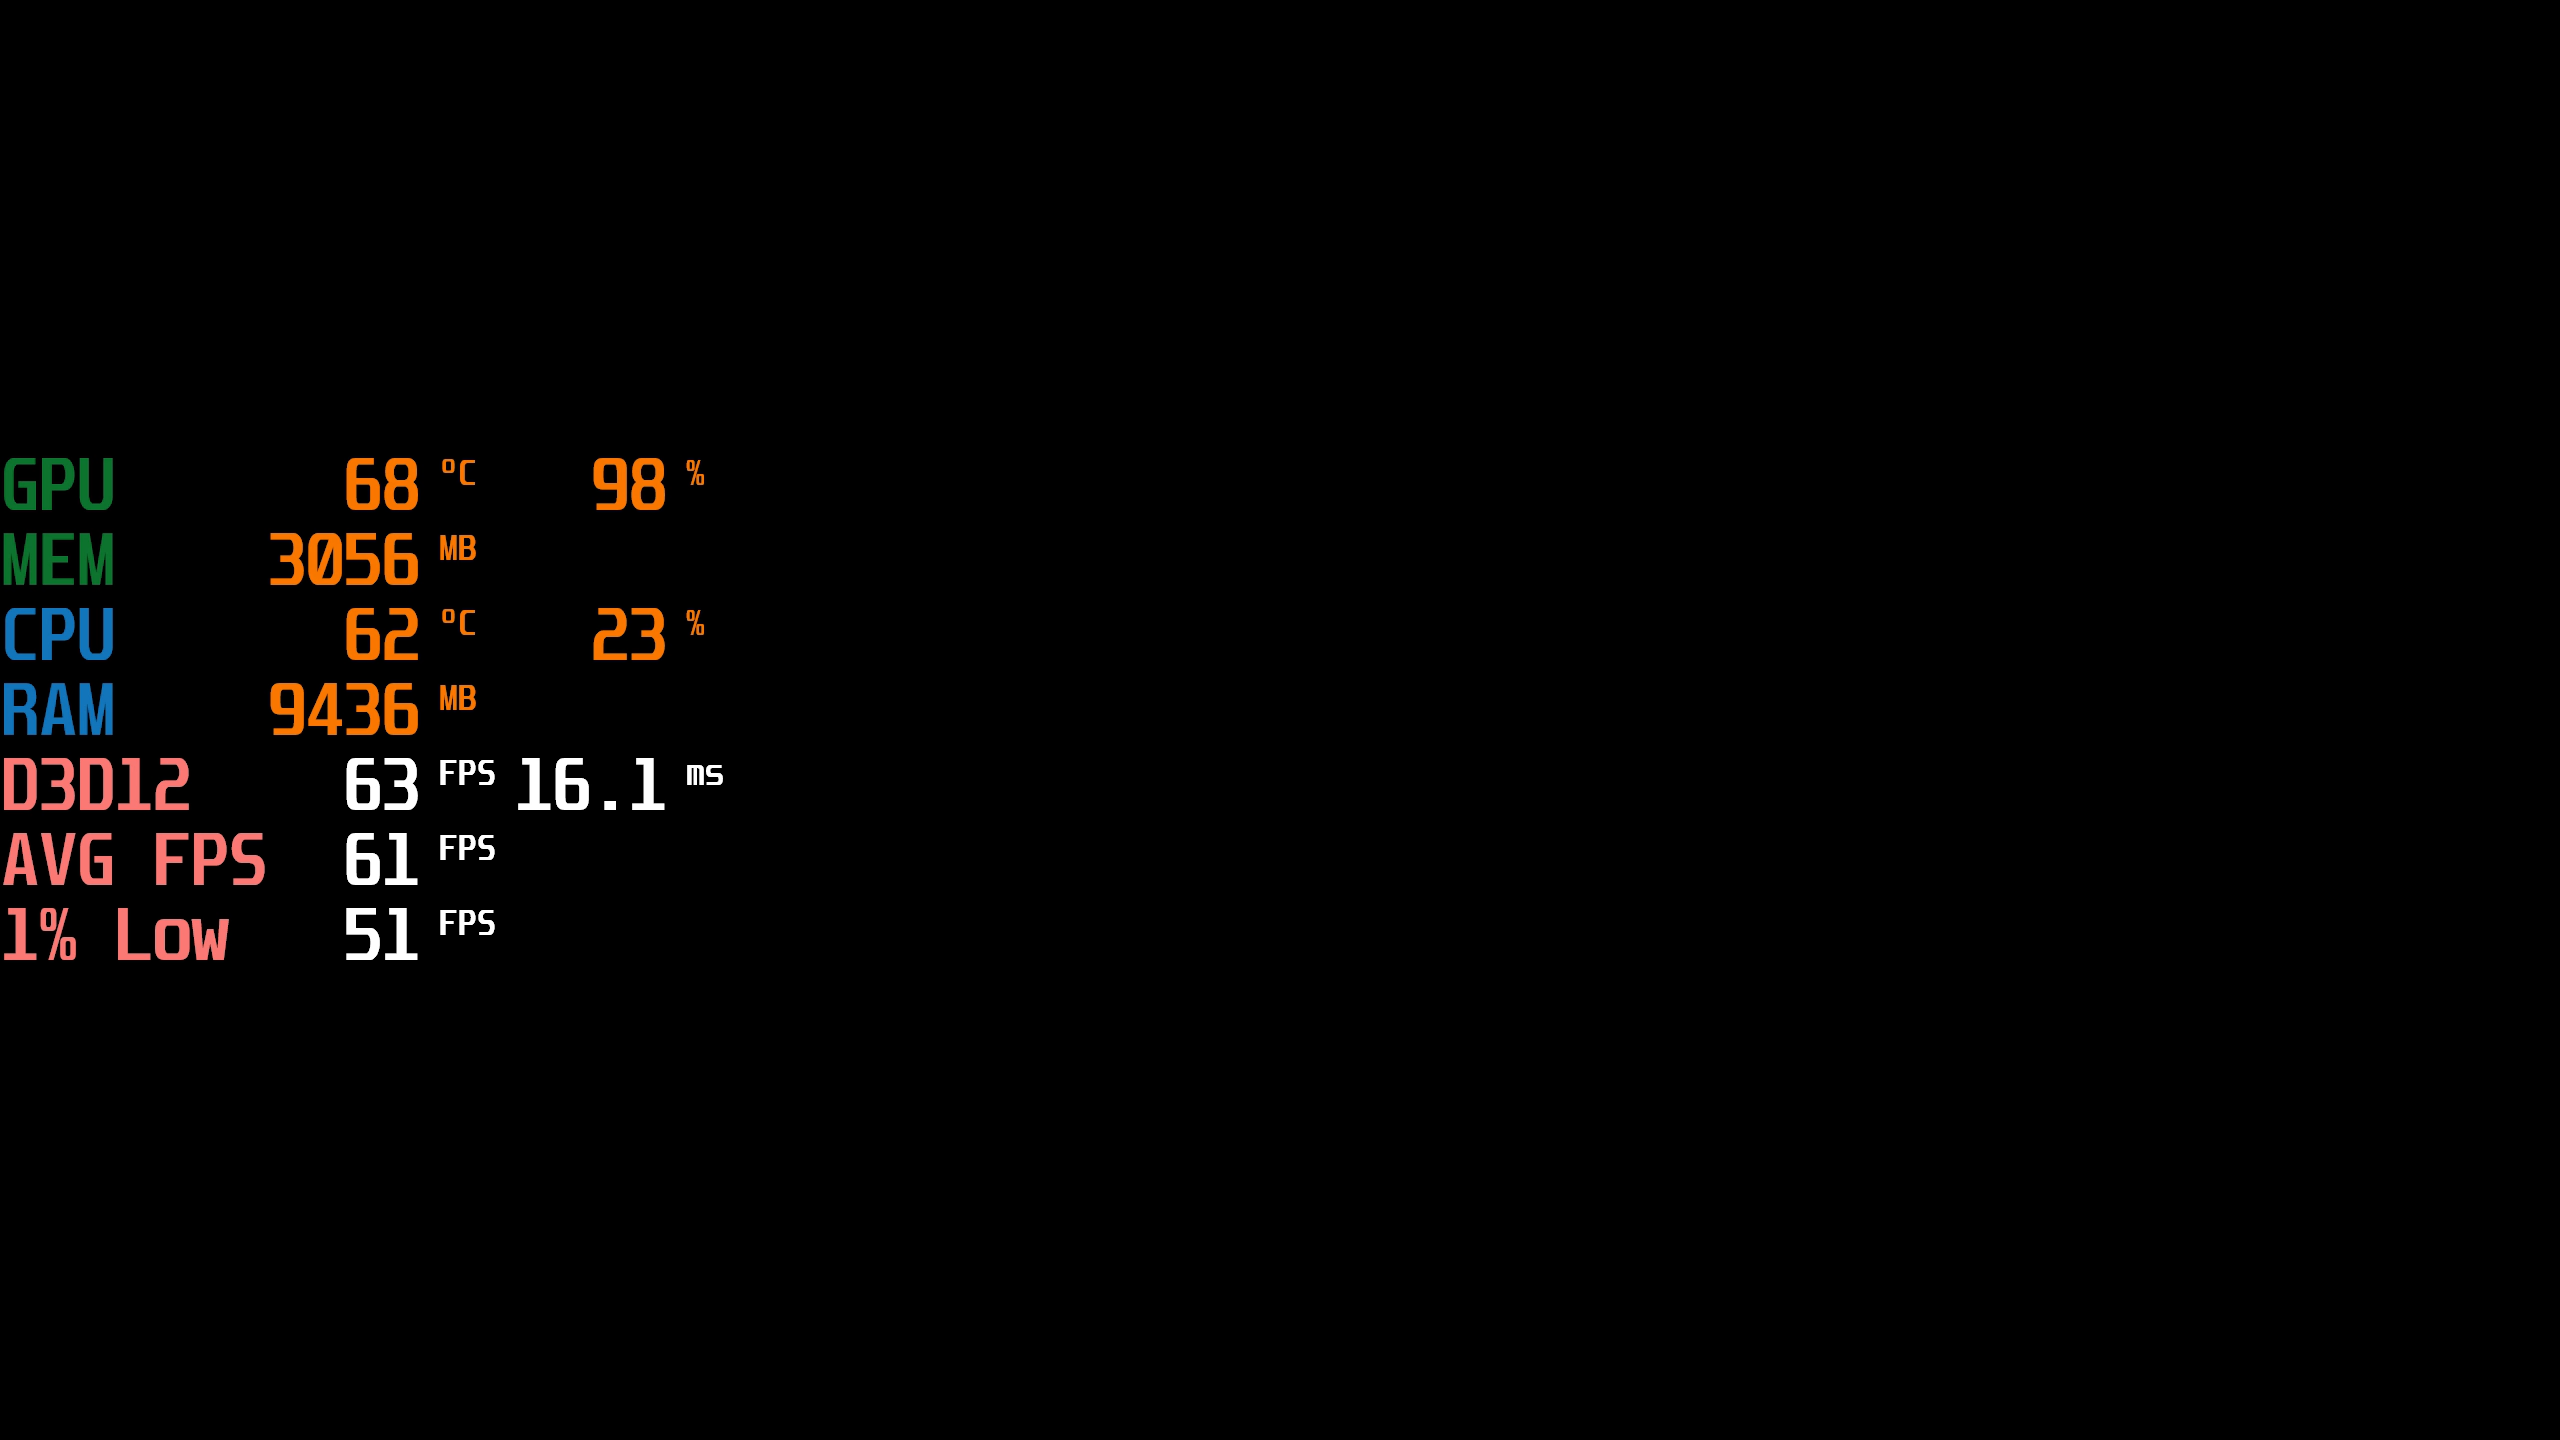 GPU 68 °C 98 %
MEM 3056 MB
CPU 62 °C 23 %
RAM 9436 MB
D3D12 63 FPS 16.1 ms
AVG FPS 61 FPS
1% Low 51 FPS